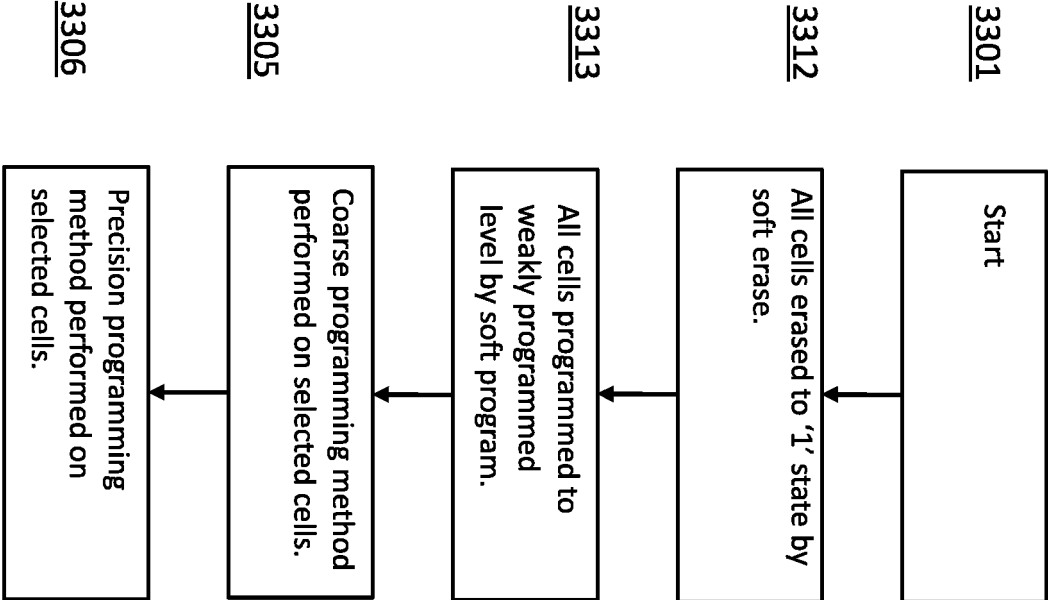 3301
Start
3312
All cells erased to ‘1’ state by
soft erase.
3313
All cells programmed to
weakly programmed
level by soft program.
3305
Coarse programming method
performed on selected cells.
3306
Precision programming
method performed on
selected cells.